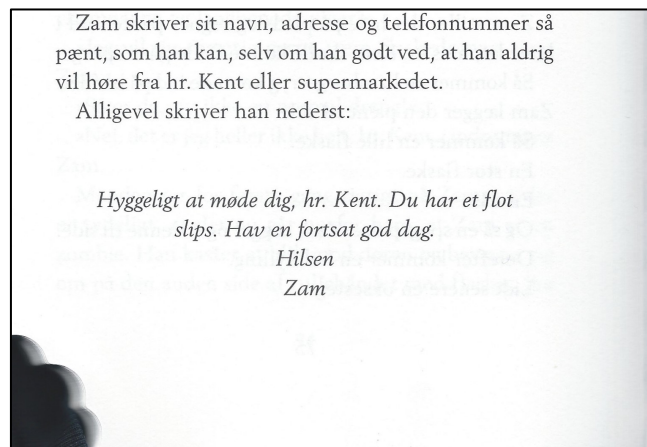 Zam skriver sit navn, adresse og telefonnummer så
pænt, som han kan, selv om han godt ved, at han aldrig
vil høre fra hr. Kent eller supermarkedet.
Alligevel skriver han nederst:
Hyggeligt at møde dig, hr. Kent. Du har et flot
slips. Hav en fortsat god dag.
Hilsen
Zam